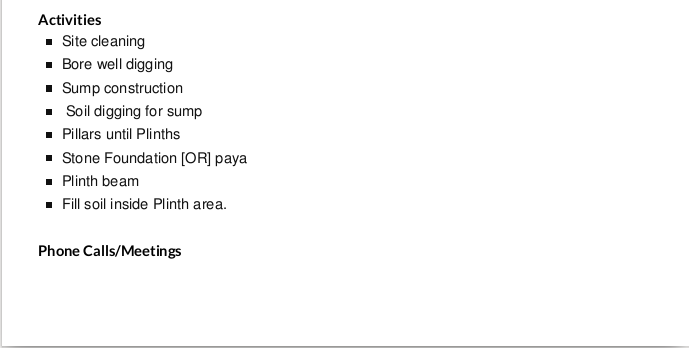 Activities
▪ Site cleaning
▪ Bore well digging
▪ Sump construction
▪ Soil digging for sump
▪ Pillars until Plinths
▪ Stone Foundation [OR] paya
▪ Plinth beam
▪ Fill soil inside Plinth area.
Phone Calls/Meetings